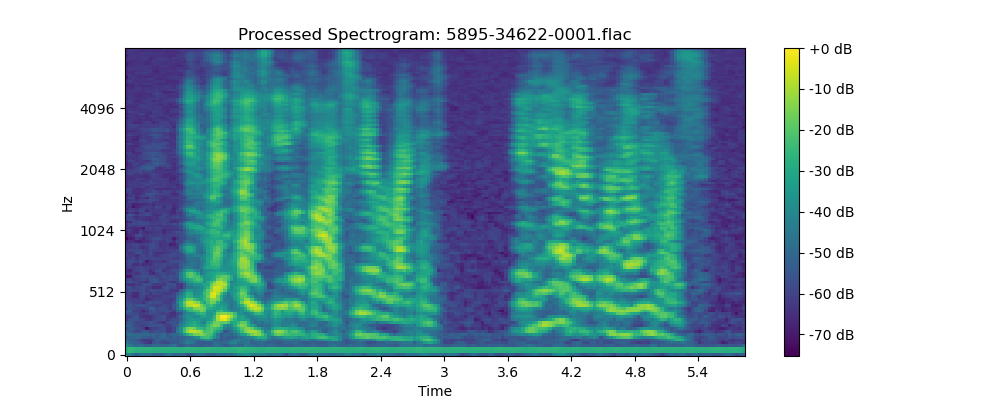 Processed Spectrogram: 5895-34622-0001.flac
Hz
4096
2048
1024
512
0
0 0.6 1.2 1.8 2.4 3 3.6 4.2 4.8 5.4
Time
+0 dB
-10 dB
-20 dB
-30 dB
-40 dB
-50 dB
-60 dB
-70 dB